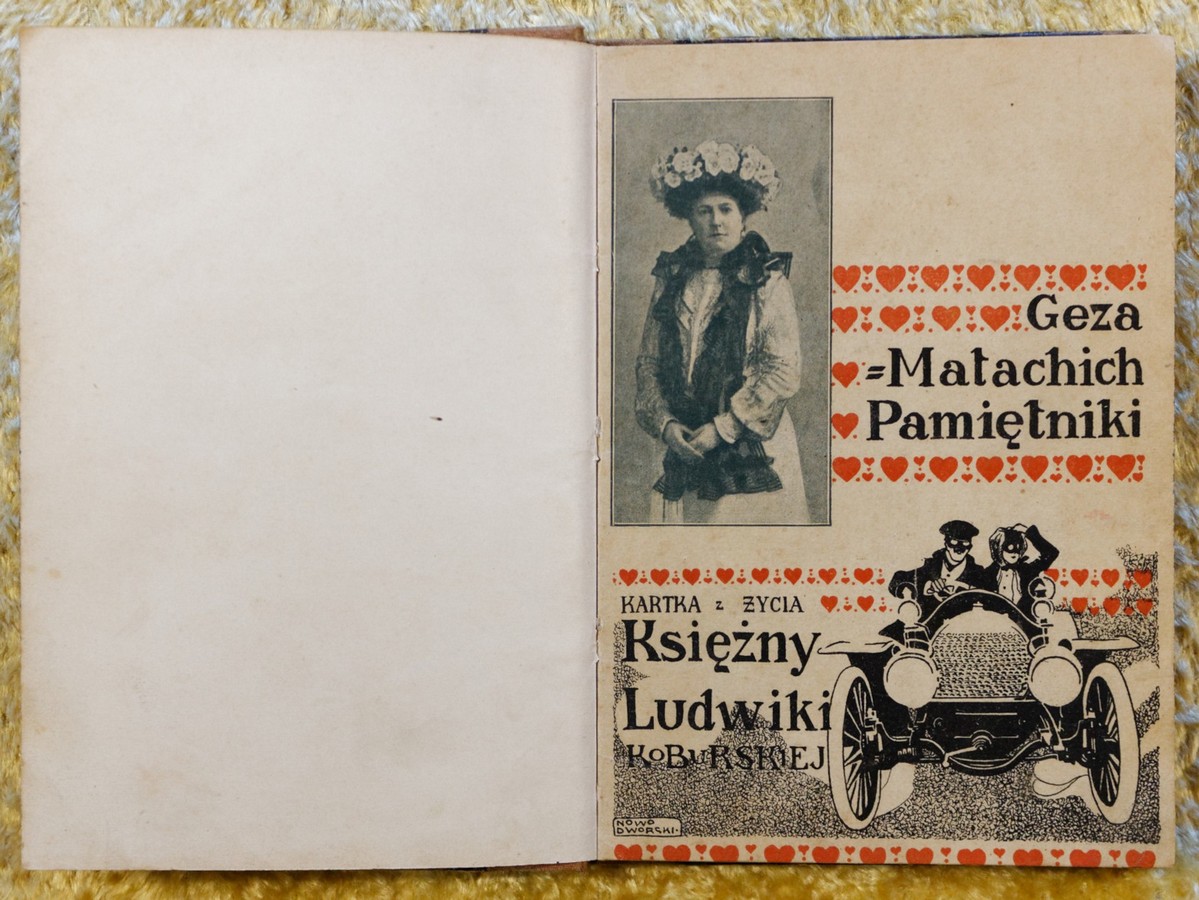 Geza
=Matachich
Pamiętniki
KARTKA z ŻYCIA
Księżny
Ludwiki
KOBURSKIEJ
NOWO
DWORSKI·